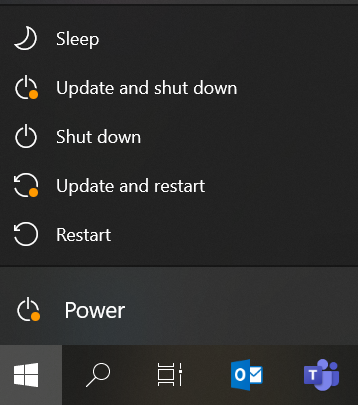 Sleep
Update and shut down
Shut down
Update and restart
Restart
Power
O
T